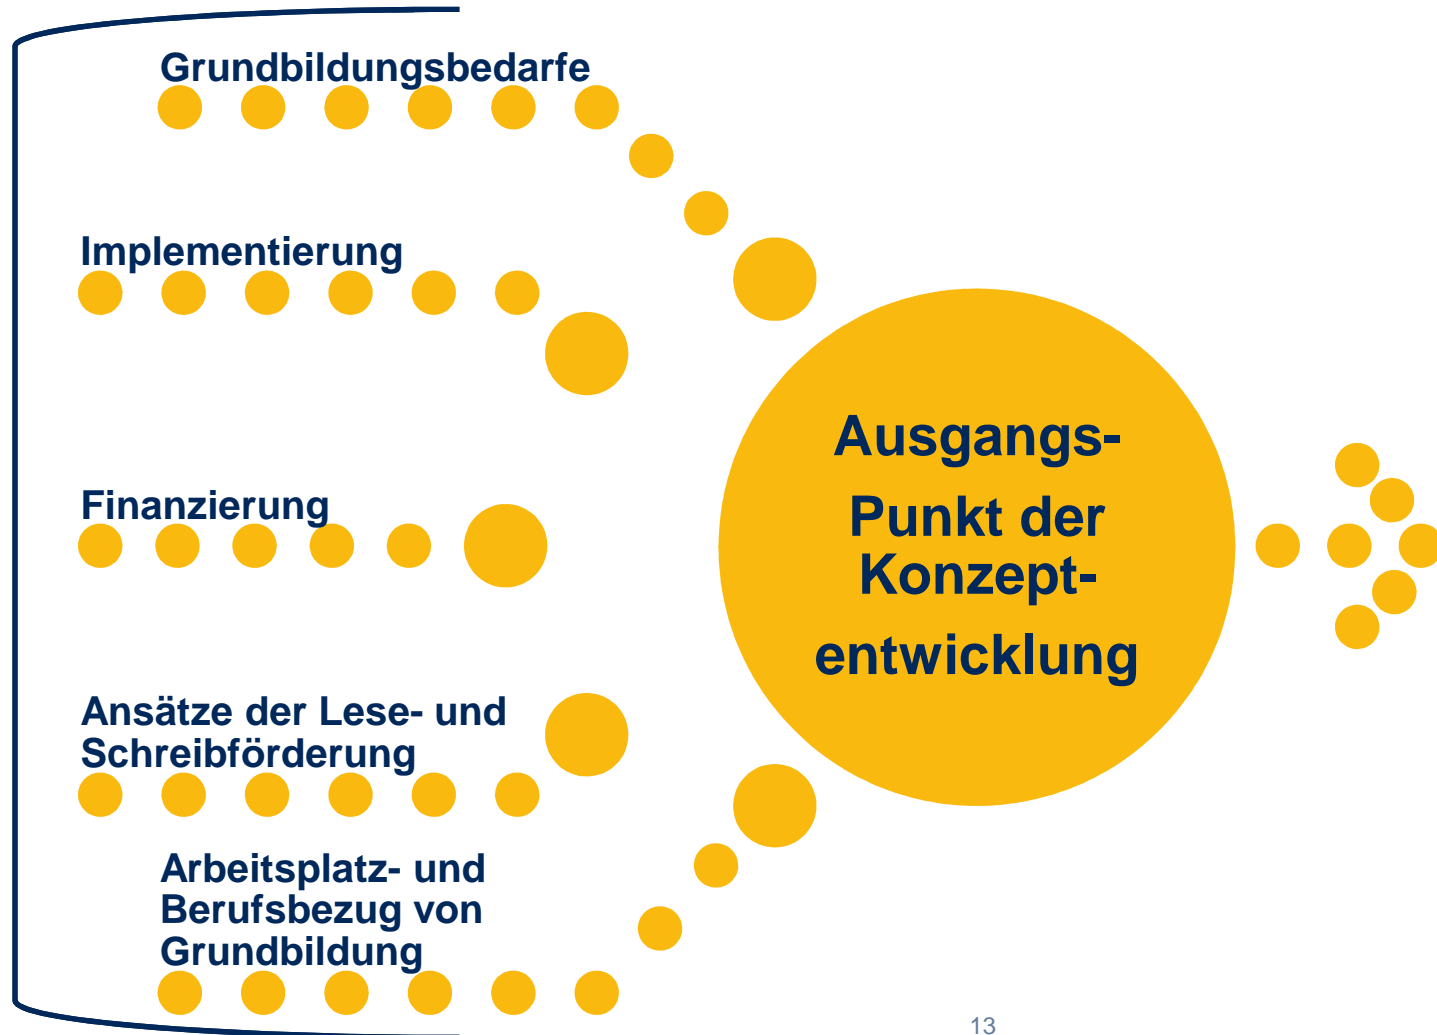 Grundbildungsbedarfe
Implementierung
Finanzierung
Ansätze der Lese- und
Schreibförderung
Arbeitsplatz- und
Berufsbezug von
Grundbildung
Ausgangs-
Punkt der
Konzept-
entwicklung
13